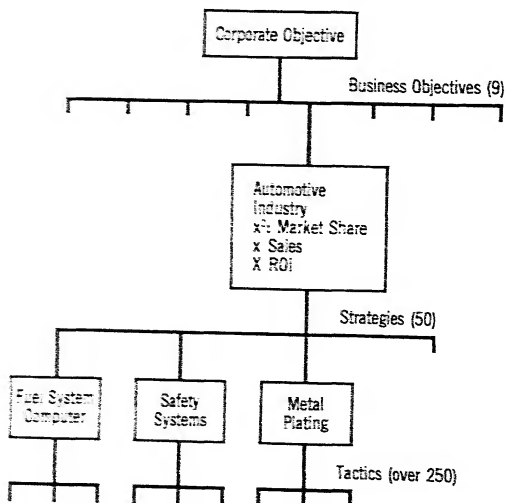 Corporate Objective
Business Objectives (9)
Automotive
Industry
x% Market Share
x Sales
X ROI
Strategies (50)
Fuel System
Computer
Safety
Systems
Metal
Plating
Tactics (over 250)